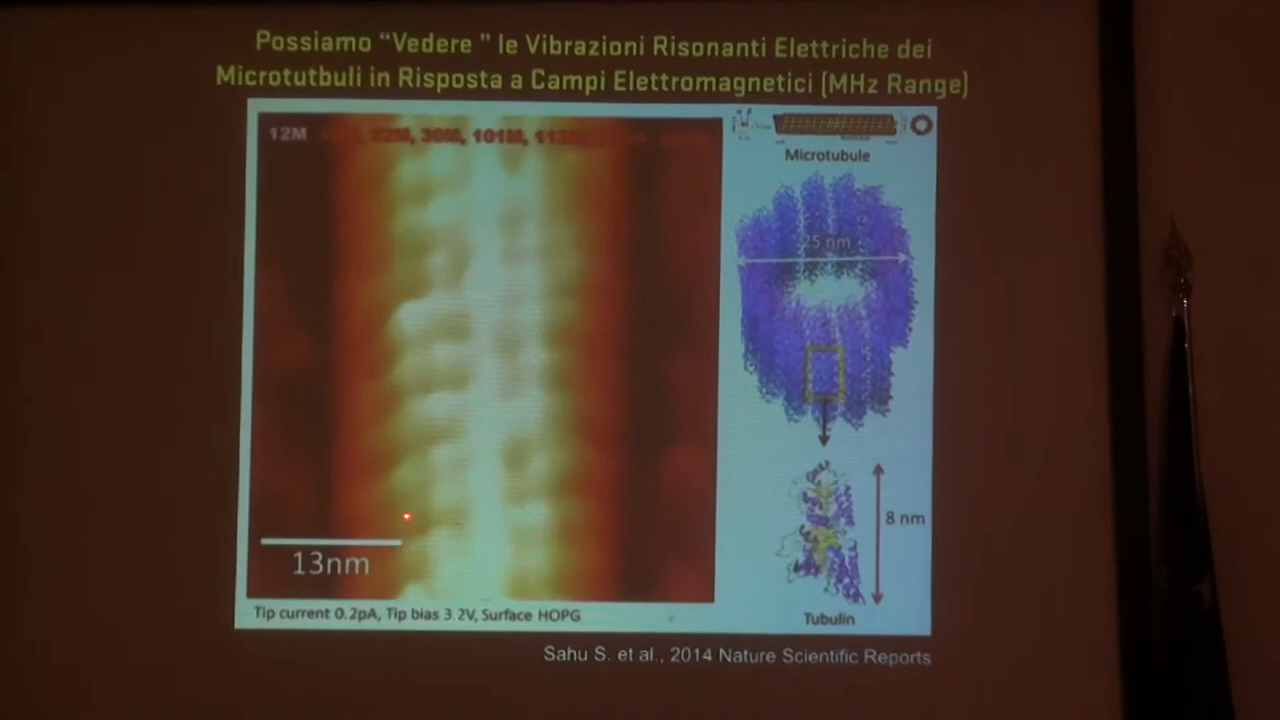 Possiamo “Vedere ” le Vibrazioni Risonanti Elettriche dei
Microtutbuli in Risposta a Campi Elettromagnetici (MHz Range)
12M 22M, 30M, 101M,
Microtubule
25 nm
8 nm
13nm
Tip current 0.2pA, Tip bias 3.2V, Surface HOPG
Tubulin
Sahu S. et al., 2014 Nature Scientific Reports